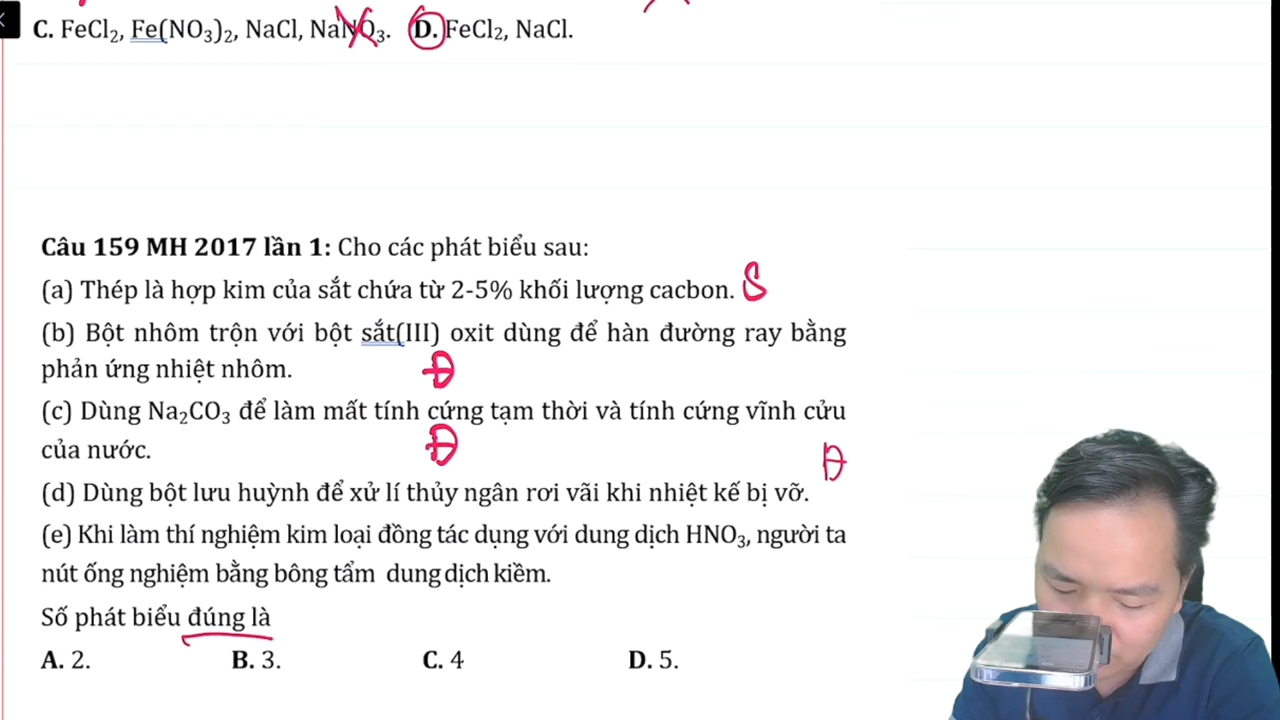 C. FeCl₂, Fe(NO₃)₂, NaCl, NaNO₃. D. FeCl₂, NaCl.
Câu 159 MH 2017 lần 1: Cho các phát biểu sau:
(a) Thép là hợp kim của sắt chứa từ 2-5% khối lượng cacbon. S
(b) Bột nhôm trộn với bột sắt(III) oxit dùng để hàn đường ray bằng
phản ứng nhiệt nhôm. Đ
(c) Dùng Na₂CO₃ để làm mất tính cứng tạm thời và tính cứng vĩnh cửu
của nước. Đ
Đ
(d) Dùng bột lưu huỳnh để xử lí thủy ngân rơi vãi khi nhiệt kế bị vỡ.
(e) Khi làm thí nghiệm kim loại đồng tác dụng với dung dịch HNO₃, người ta
nút ống nghiệm bằng bông tẩm dung dịch kiềm.
Số phát biểu đúng là
A. 2. B. 3. C. 4 D. 5.